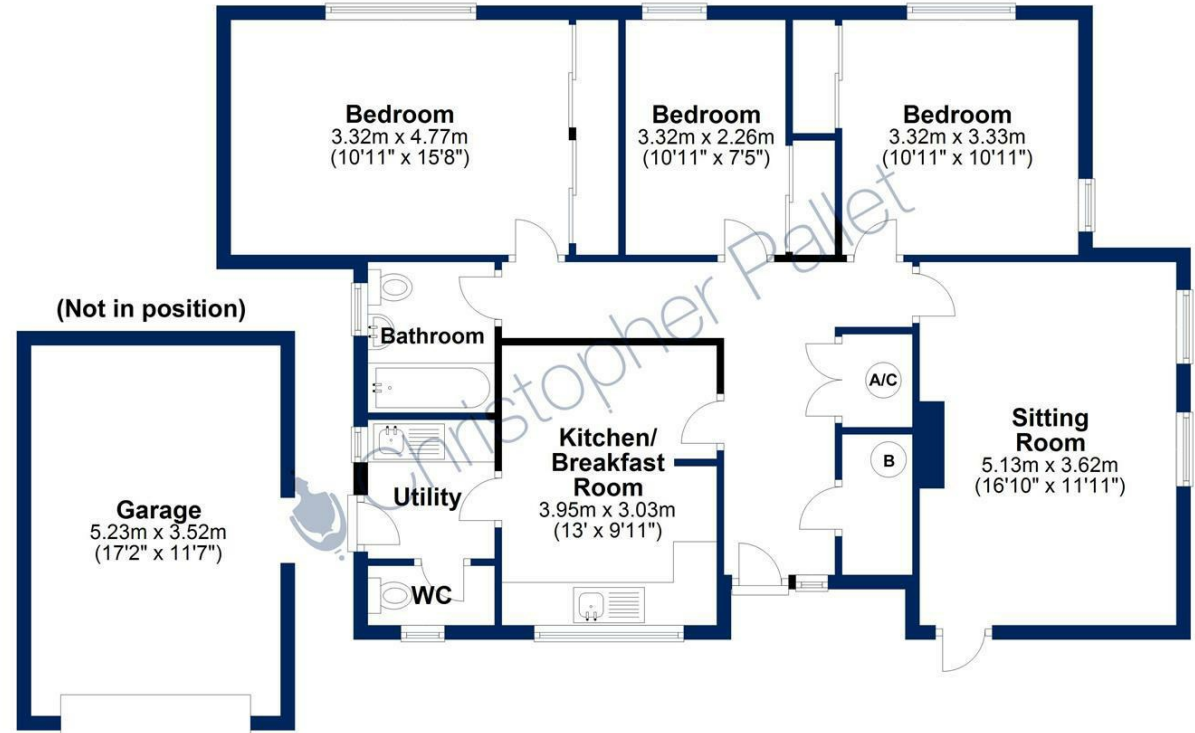 Bedroom
3.32m x 4.77m
(10'11" x 15'8")
Bedroom
3.32m x 2.26m
(10'11" x 7'5")
Bedroom
3.32m x 3.33m
(10'11" x 10'11")
(Not in position)
Bathroom
A/C
Sitting
Room
5.13m x 3.62m
(16'10" x 11'11")
Kitchen/
Breakfast
Room
3.95m x 3.03m
(13' x 9'11")
B
Utility
Garage
5.23m x 3.52m
(17'2" x 11'7")
WC
Christopher Pallet